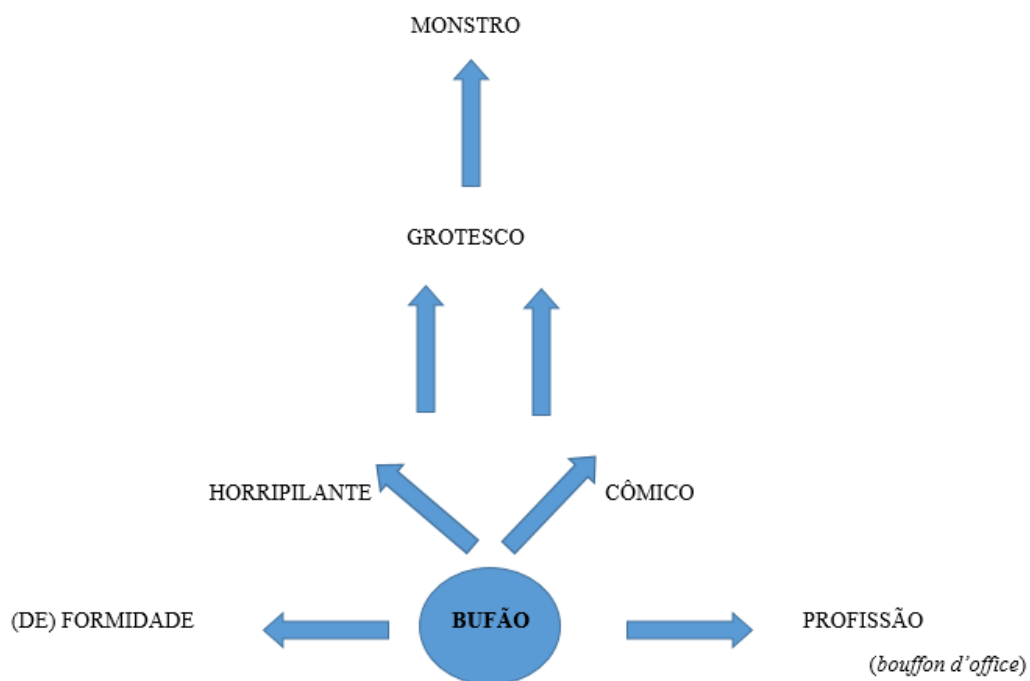 MONSTRO
GROTESCO
HORRIPILANTE
CÔMICO
(DE) FORMIDADE
BUFÃO
PROFISSÃO
(bouffon d’office)